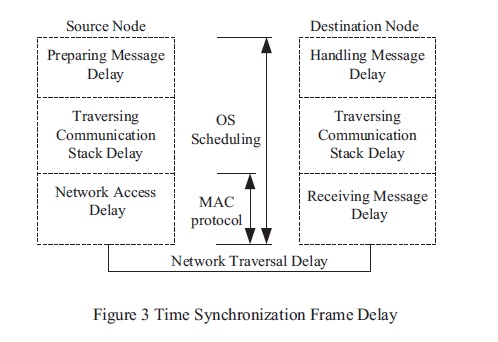 Source Node
Preparing Message
Delay
Traversing
Communication
Stack Delay
Network Access
Delay
OS
Scheduling
MAC
protocol
Destination Node
Handling Message
Delay
Traversing
Communication
Stack Delay
Receiving Message
Delay
Network Traversal Delay
Figure 3 Time Synchronization Frame Delay